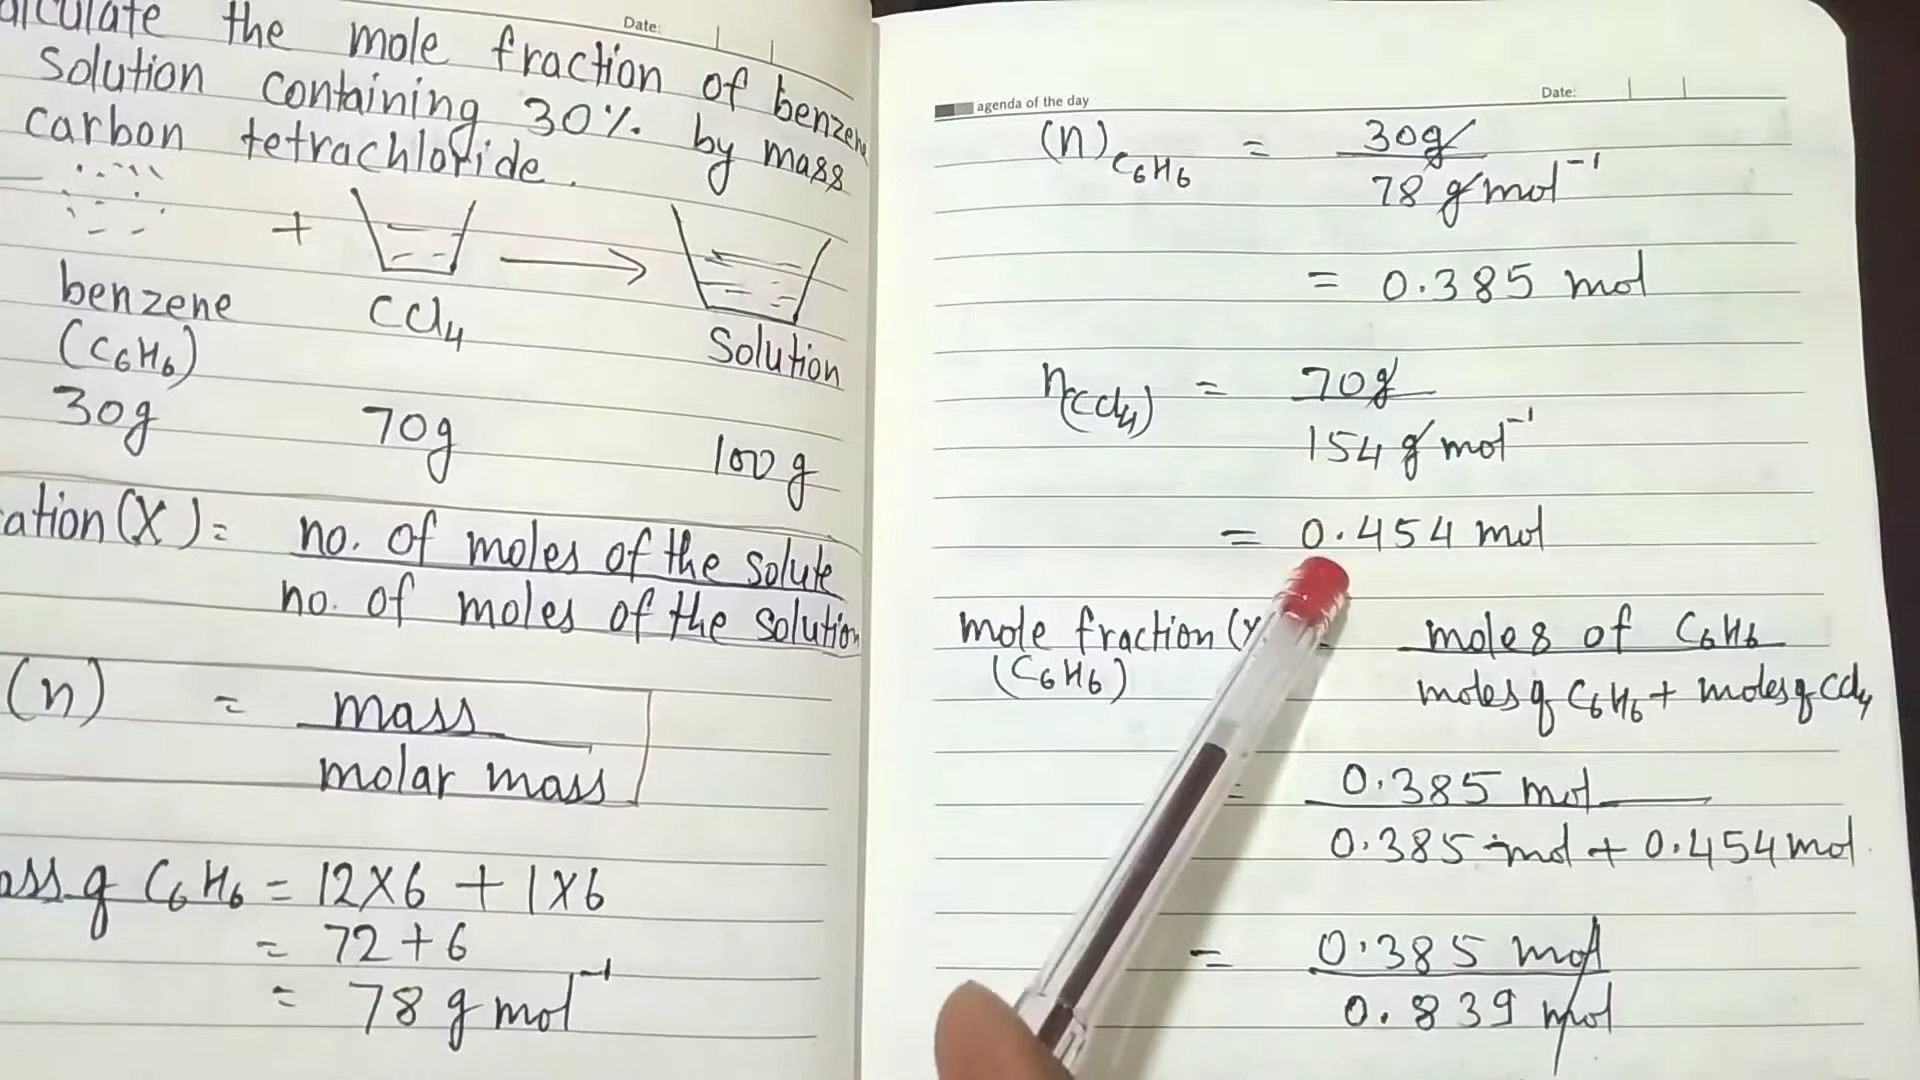 Date:
the mole fraction of benzene
solution containing 30% by mass
carbon tetrachloride.
+
benzene CCl4 Solution
(C6H6)
30g 70g 100g
ation(X) = no. of moles of the solute
no. of moles of the solution
(n) = mass
molar mass
ass of C6H6 = 12×6 + 1×6
= 72+6
= 78 g mol⁻¹
agenda of the day Date:
(n)C6H6 = 30g
78 g mol⁻¹
= 0.385 mol
n(CCl4) = 70g
154 g mol⁻¹
= 0.454 mol
mole fraction moles of C6H6
(C6H6) moles of C6H6 + moles of CCl4
= 0.385 mol
0.385 mol + 0.454 mol
= 0.385 mol
0.839 mol